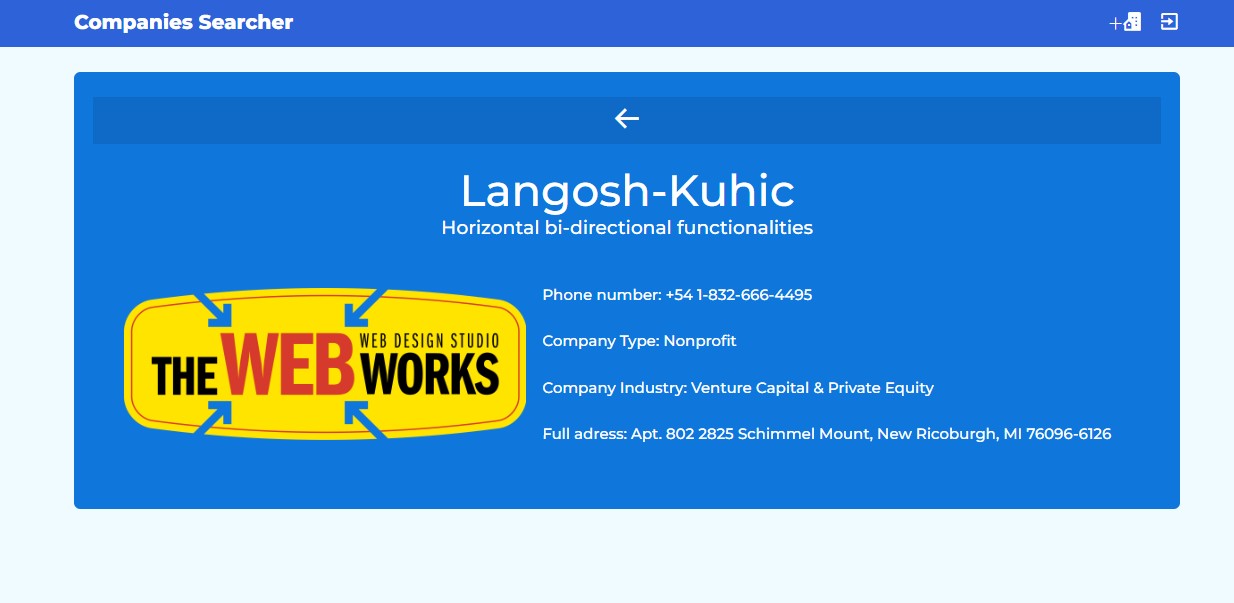 Companies Searcher
Langosh-Kuhic
Horizontal bi-directional functionalities
THE WEB WEB DESIGN STUDIO
WORKS
Phone number: +54 1-832-666-4495
Company Type: Nonprofit
Company Industry: Venture Capital & Private Equity
Full adress: Apt. 802 2825 Schimmel Mount, New Ricoburgh, MI 76096-6126